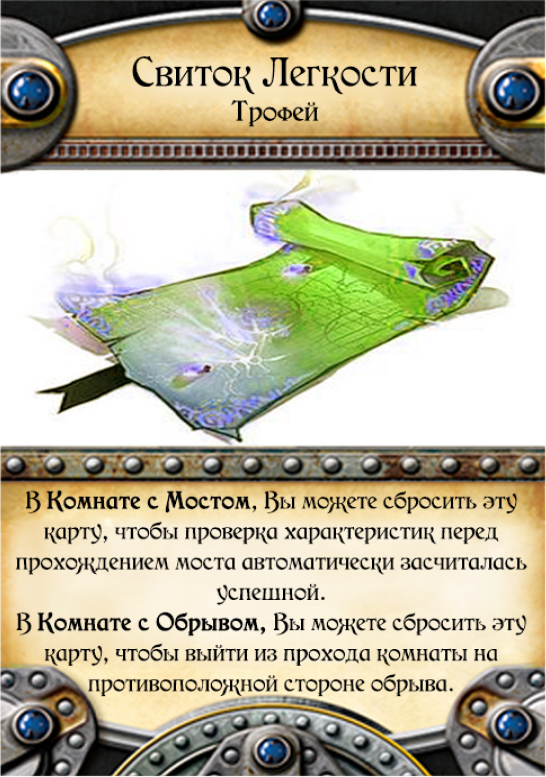 Свиток Легкости
Трофей
В Комнате с Мостом, Вы можете сбросить эту
карту, чтобы проверка характеристик перед
прохождением моста автоматически засчиталась
успешной.
В Комнате с Обрывом, Вы можете сбросить эту
карту, чтобы выйти из прохода комнаты на
противоположной стороне обрыва.